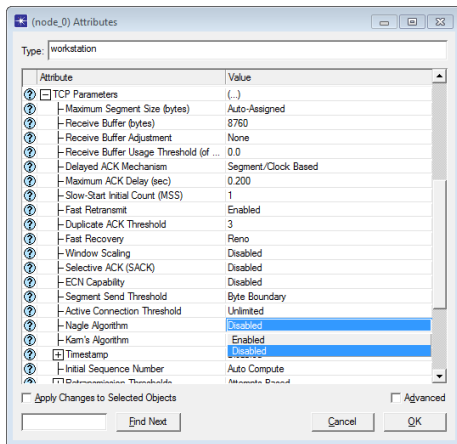 (node_0) Attributes
Type: workstation
Attribute Value
TCP Parameters (...)
Maximum Segment Size (bytes) Auto-Assigned
Receive Buffer (bytes) 8760
Receive Buffer Adjustment None
Receive Buffer Usage Threshold (of ... 0.0
Delayed ACK Mechanism Segment/Clock Based
Maximum ACK Delay (sec) 0.200
Slow-Start Initial Count (MSS) 1
Fast Retransmit Enabled
Duplicate ACK Threshold 3
Fast Recovery Reno
Window Scaling Disabled
Selective ACK (SACK) Disabled
ECN Capability Disabled
Segment Send Threshold Byte Boundary
Active Connection Threshold Unlimited
Nagle Algorithm Disabled
Karn's Algorithm Enabled
Timestamp Disabled
Initial Sequence Number Auto Compute
Retransmission Thresholds Attempts Based
Apply Changes to Selected Objects Advanced
Find Next Cancel OK